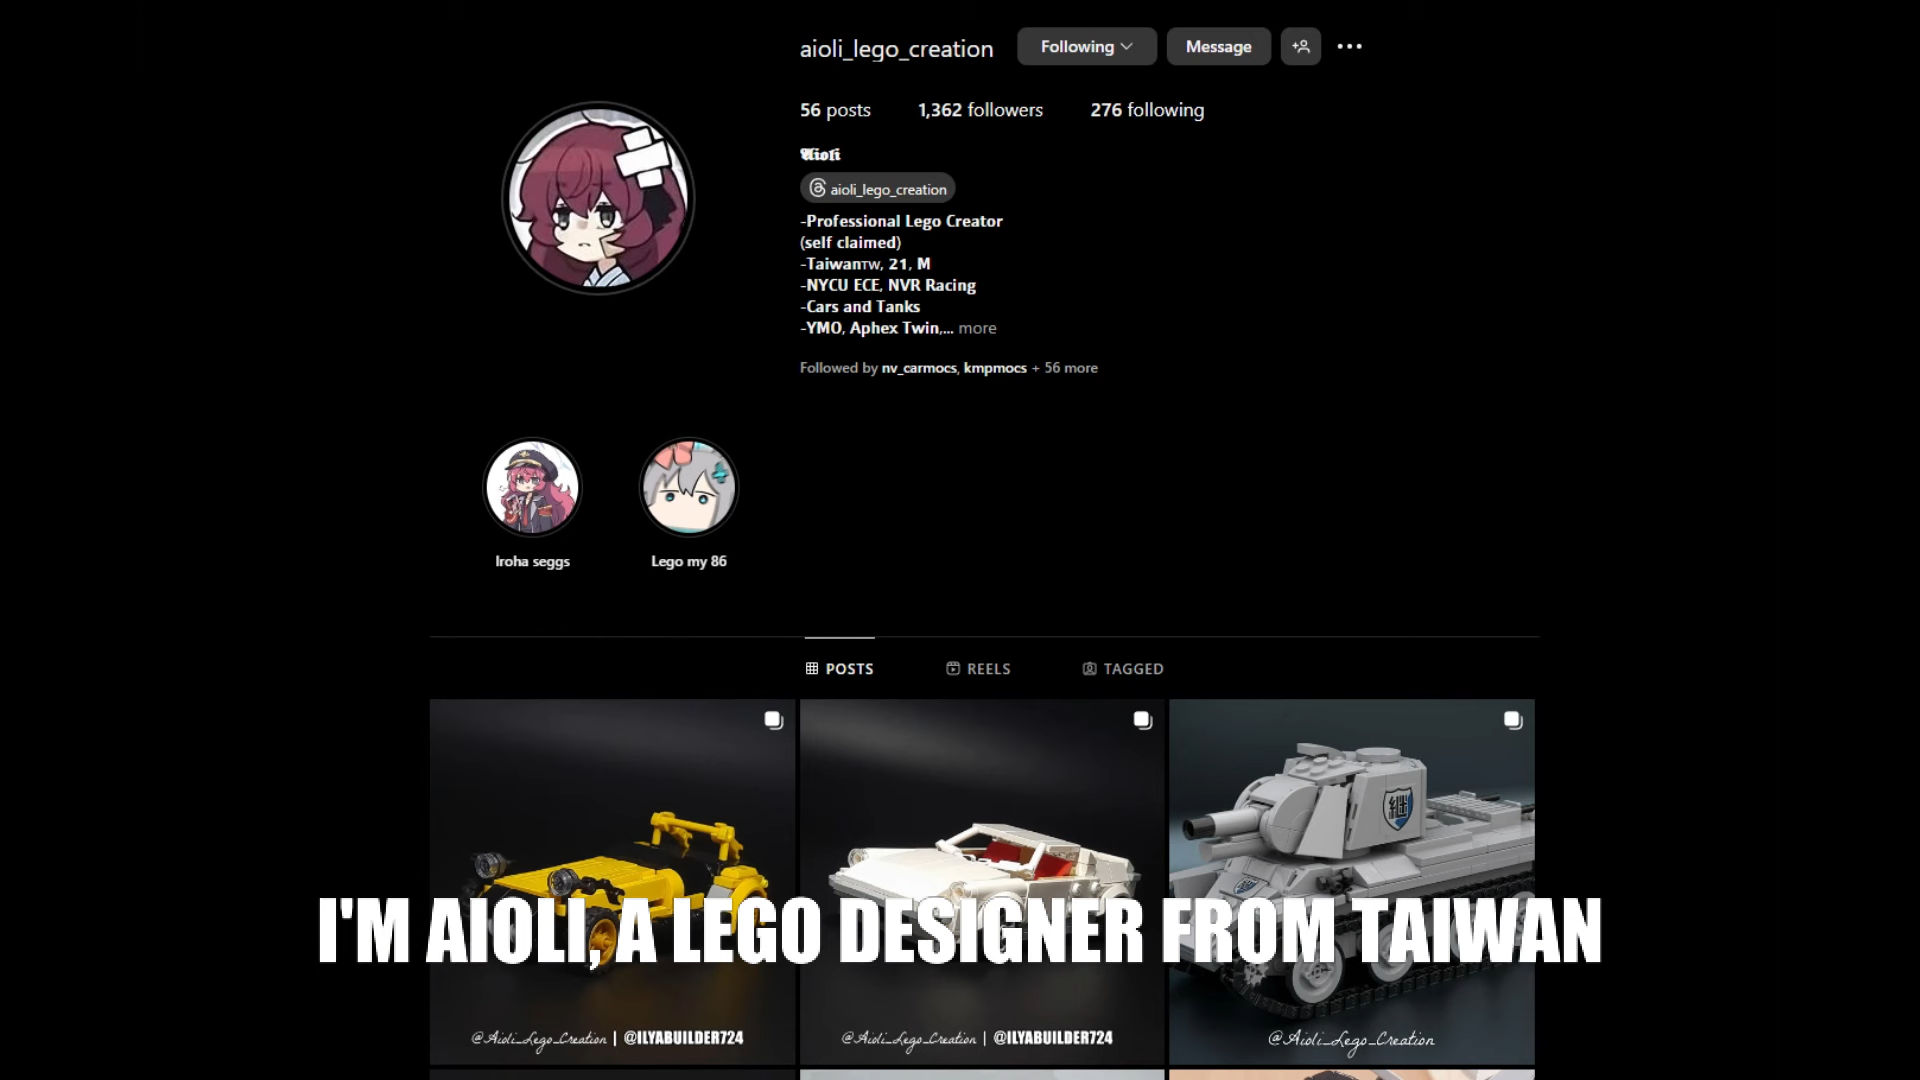 aioli_lego_creation
Following
Message
56 posts
1,362 followers
276 following
𝕬𝖎𝖔𝖑𝖎
aioli_lego_creation
-Professional Lego Creator
(self claimed)
-Taiwan🇹🇼, 21, M
-NYCU ECE, NVR Racing
-Cars and Tanks
-YMO, Aphex Twin,... more
Followed by nv_carmocs, kmpmocs + 56 more
Iroha seggs
Lego my 86
POSTS
REELS
TAGGED
継
I'M AIOLI, A LEGO DESIGNER FROM TAIWAN
@Aioli_Lego_Creation | @ILYABUILDER724
@Aioli_Lego_Creation | @ILYABUILDER724
@Aioli_Lego_Creation